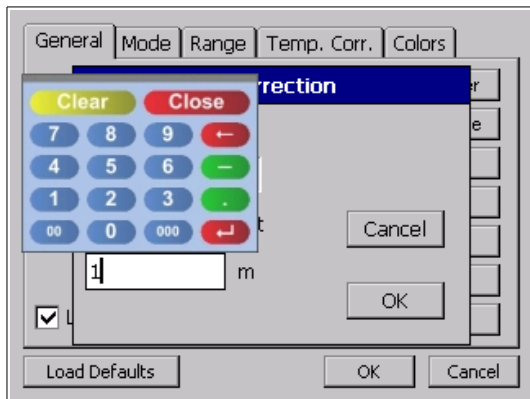 General Mode Range Temp. Corr. Colors
rrection
r
Clear Close
e
7 8 9 ←
4 5 6 –
1 2 3 .
t
00 0 000 ↵
Cancel
1 m
OK
L
Load Defaults OK Cancel